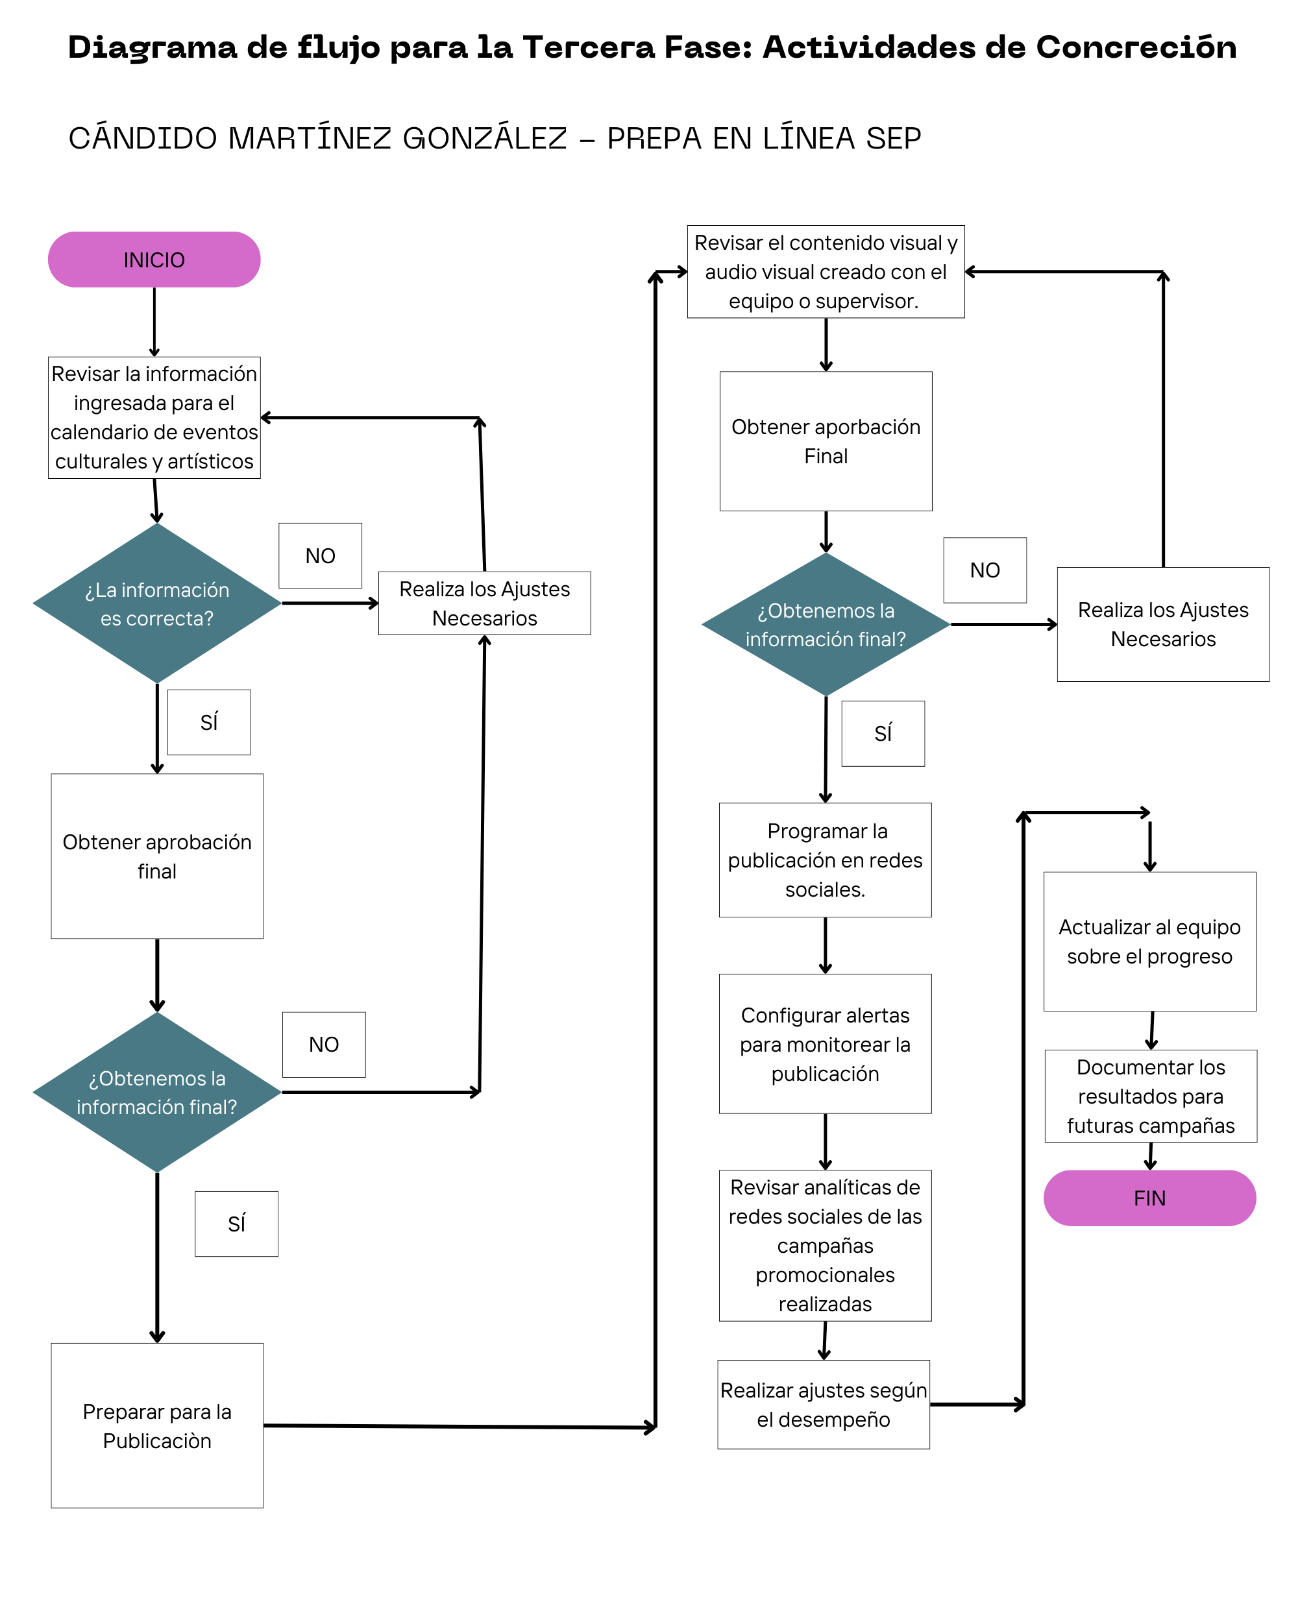 Diagrama de flujo para la Tercera Fase: Actividades de Concreción
CÁNDIDO MARTÍNEZ GONZÁLEZ – PREPA EN LÍNEA SEP
INICIO
Revisar la información
ingresada para el
calendario de eventos
culturales y artísticos
¿La información
es correcta?
NO
Realiza los Ajustes
Necesarios
SÍ
Obtener aprobación
final
¿Obtenemos la
información final?
NO
SÍ
Preparar para la
Publicaciòn
Revisar el contenido visual y
audio visual creado con el
equipo o supervisor.
Obtener aporbación
Final
¿Obtenemos la
información final?
NO
Realiza los Ajustes
Necesarios
SÍ
Programar la
publicación en redes
sociales.
Configurar alertas
para monitorear la
publicación
Revisar analíticas de
redes sociales de las
campañas
promocionales
realizadas
Realizar ajustes según
el desempeño
Actualizar al equipo
sobre el progreso
Documentar los
resultados para
futuras campañas
FIN